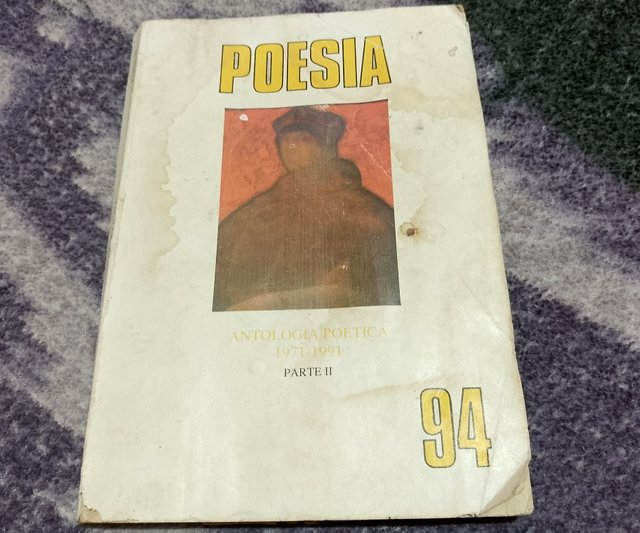 POESIA
ANTOLOGIA POETICA
1971-1991
PARTE II
94